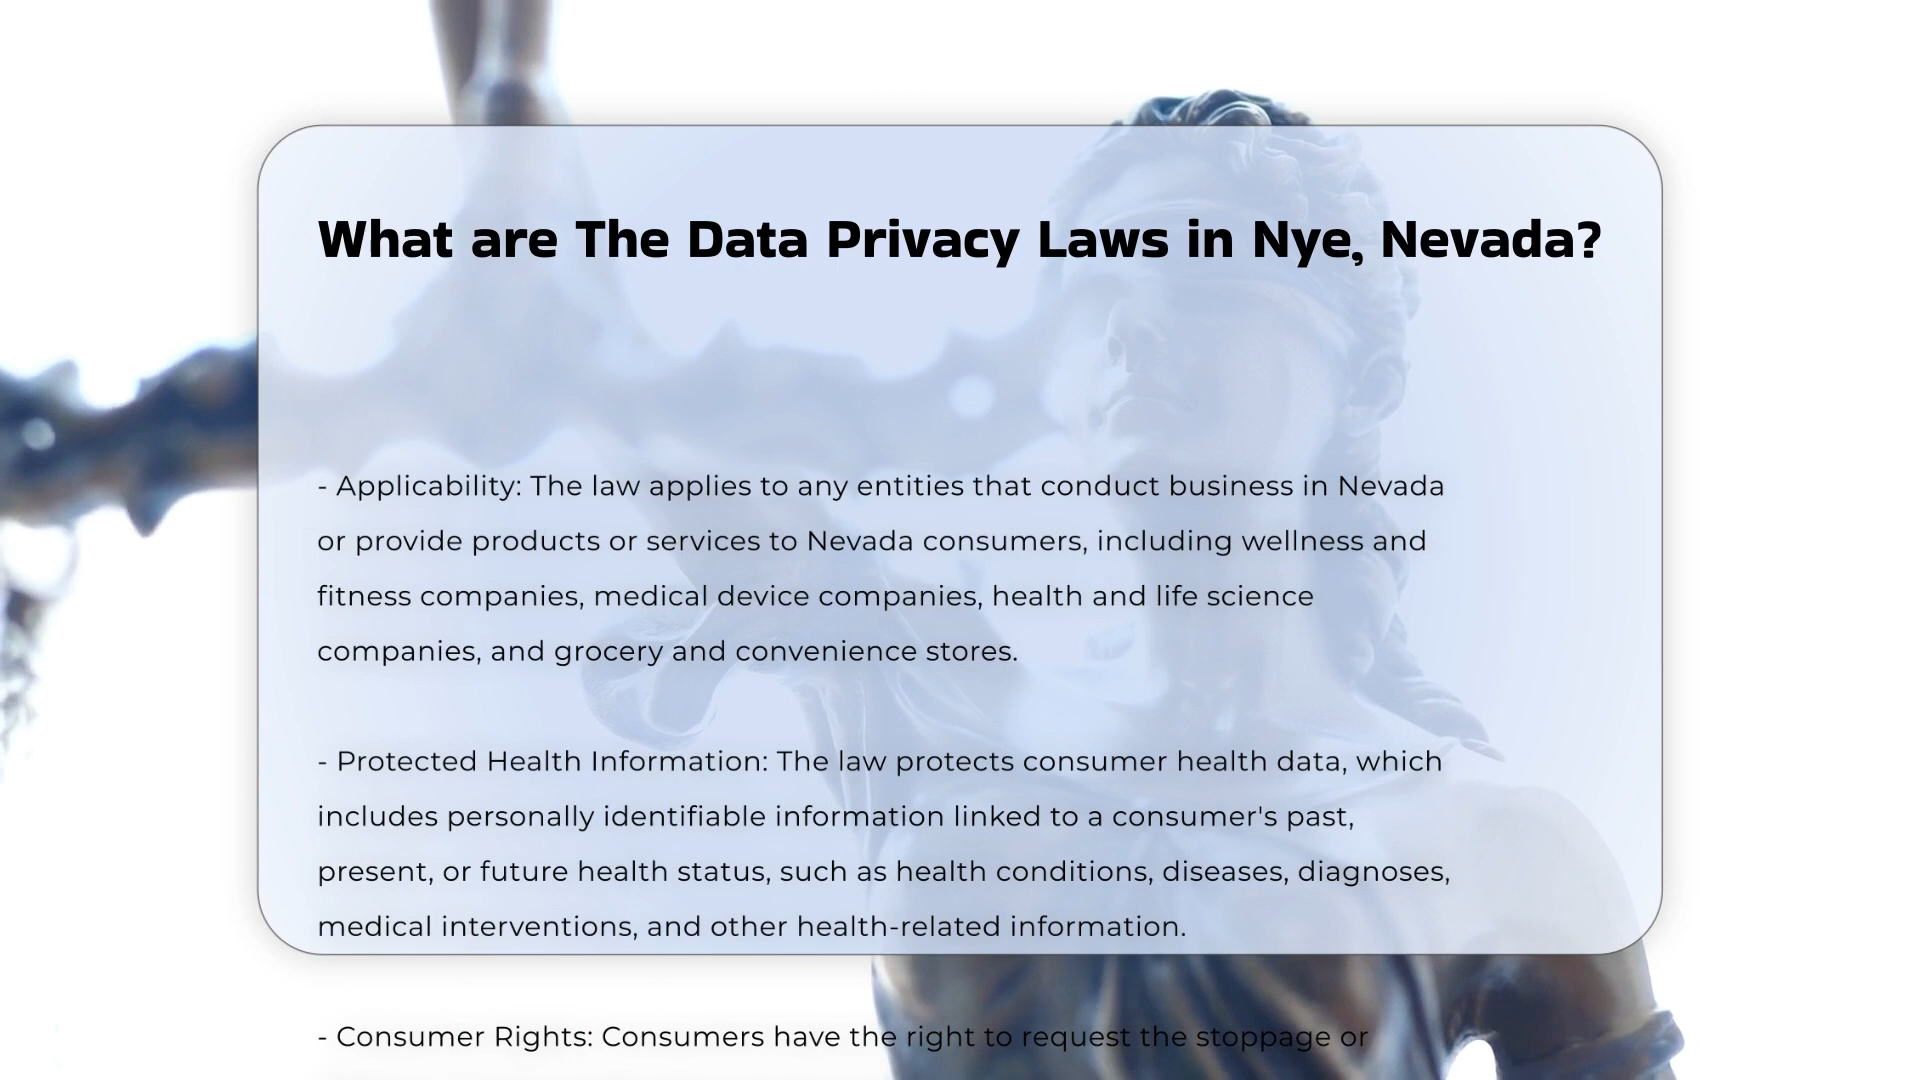 What are The Data Privacy Laws in Nye, Nevada?
- Applicability: The law applies to any entities that conduct business in Nevada
or provide products or services to Nevada consumers, including wellness and
fitness companies, medical device companies, health and life science
companies, and grocery and convenience stores.
- Protected Health Information: The law protects consumer health data, which
includes personally identifiable information linked to a consumer's past,
present, or future health status, such as health conditions, diseases, diagnoses,
medical interventions, and other health-related information.
- Consumer Rights: Consumers have the right to request the stoppage or